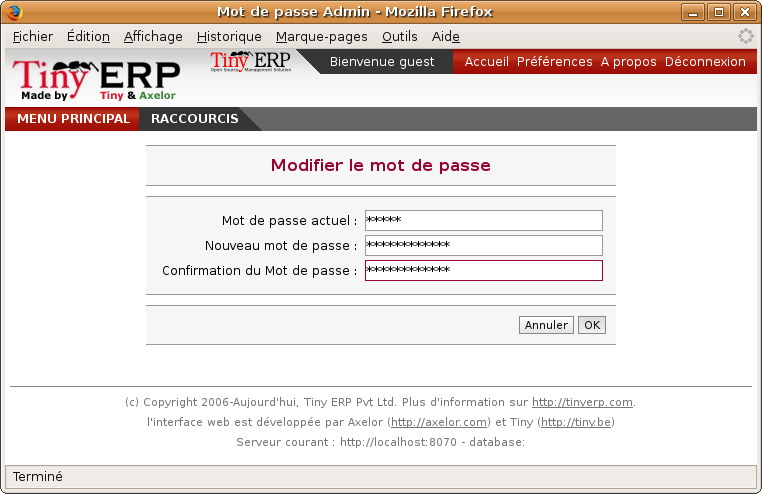 Mot de passe Admin - Mozilla Firefox
Fichier Édition Affichage Historique Marque-pages Outils Aide
Tiny ERP
Made by Tiny & Axelor
Tiny ERP
Open Source Management Solution
Bienvenue guest
Accueil Préférences A propos Déconnexion
MENU PRINCIPAL RACCOURCIS
Modifier le mot de passe
Mot de passe actuel : *****
Nouveau mot de passe : *************
Confirmation du Mot de passe : *************
Annuler OK
(c) Copyright 2006-Aujourd'hui, Tiny ERP Pvt Ltd. Plus d'information sur http://tinyerp.com.
l'interface web est développée par Axelor (http://axelor.com) et Tiny (http://tiny.be)
Serveur courant : http://localhost:8070 - database:
Terminé